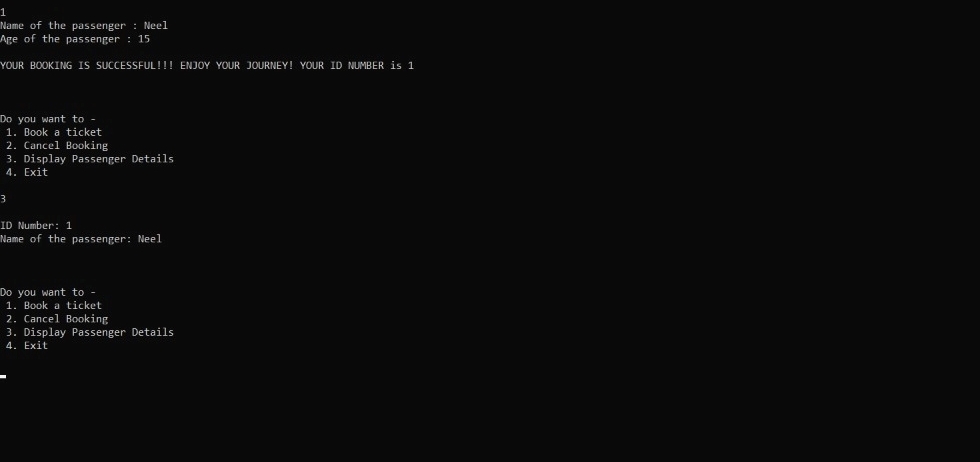 1
Name of the passenger : Neel
Age of the passenger : 15
YOUR BOOKING IS SUCCESSFUL!!! ENJOY YOUR JOURNEY! YOUR ID NUMBER is 1
Do you want to -
1. Book a ticket
2. Cancel Booking
3. Display Passenger Details
4. Exit
3
ID Number: 1
Name of the passenger: Neel
Do you want to -
1. Book a ticket
2. Cancel Booking
3. Display Passenger Details
4. Exit